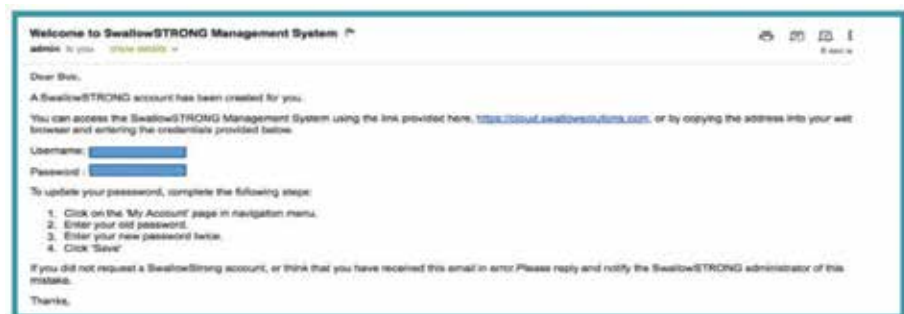 Welcome to SwallowSTRONG Management System
admin to you show details
Dear Bob,
A SwallowSTRONG account has been created for you.
You can access the SwallowSTRONG Management System using the link provided here, https://cloud.swallowsolutions.com, or by copying the address into your web
browser and entering the credentials provided below.
Username:
Password :
To update your password, complete the following steps:
1. Click on the 'My Account' page in navigation menu.
2. Enter your old password.
3. Enter your new password twice.
4. Click 'Save'
If you did not request a SwallowStrong account, or think that you have received this email in error.Please reply and notify the SwallowSTRONG administrator of this
mistake.
Thanks,